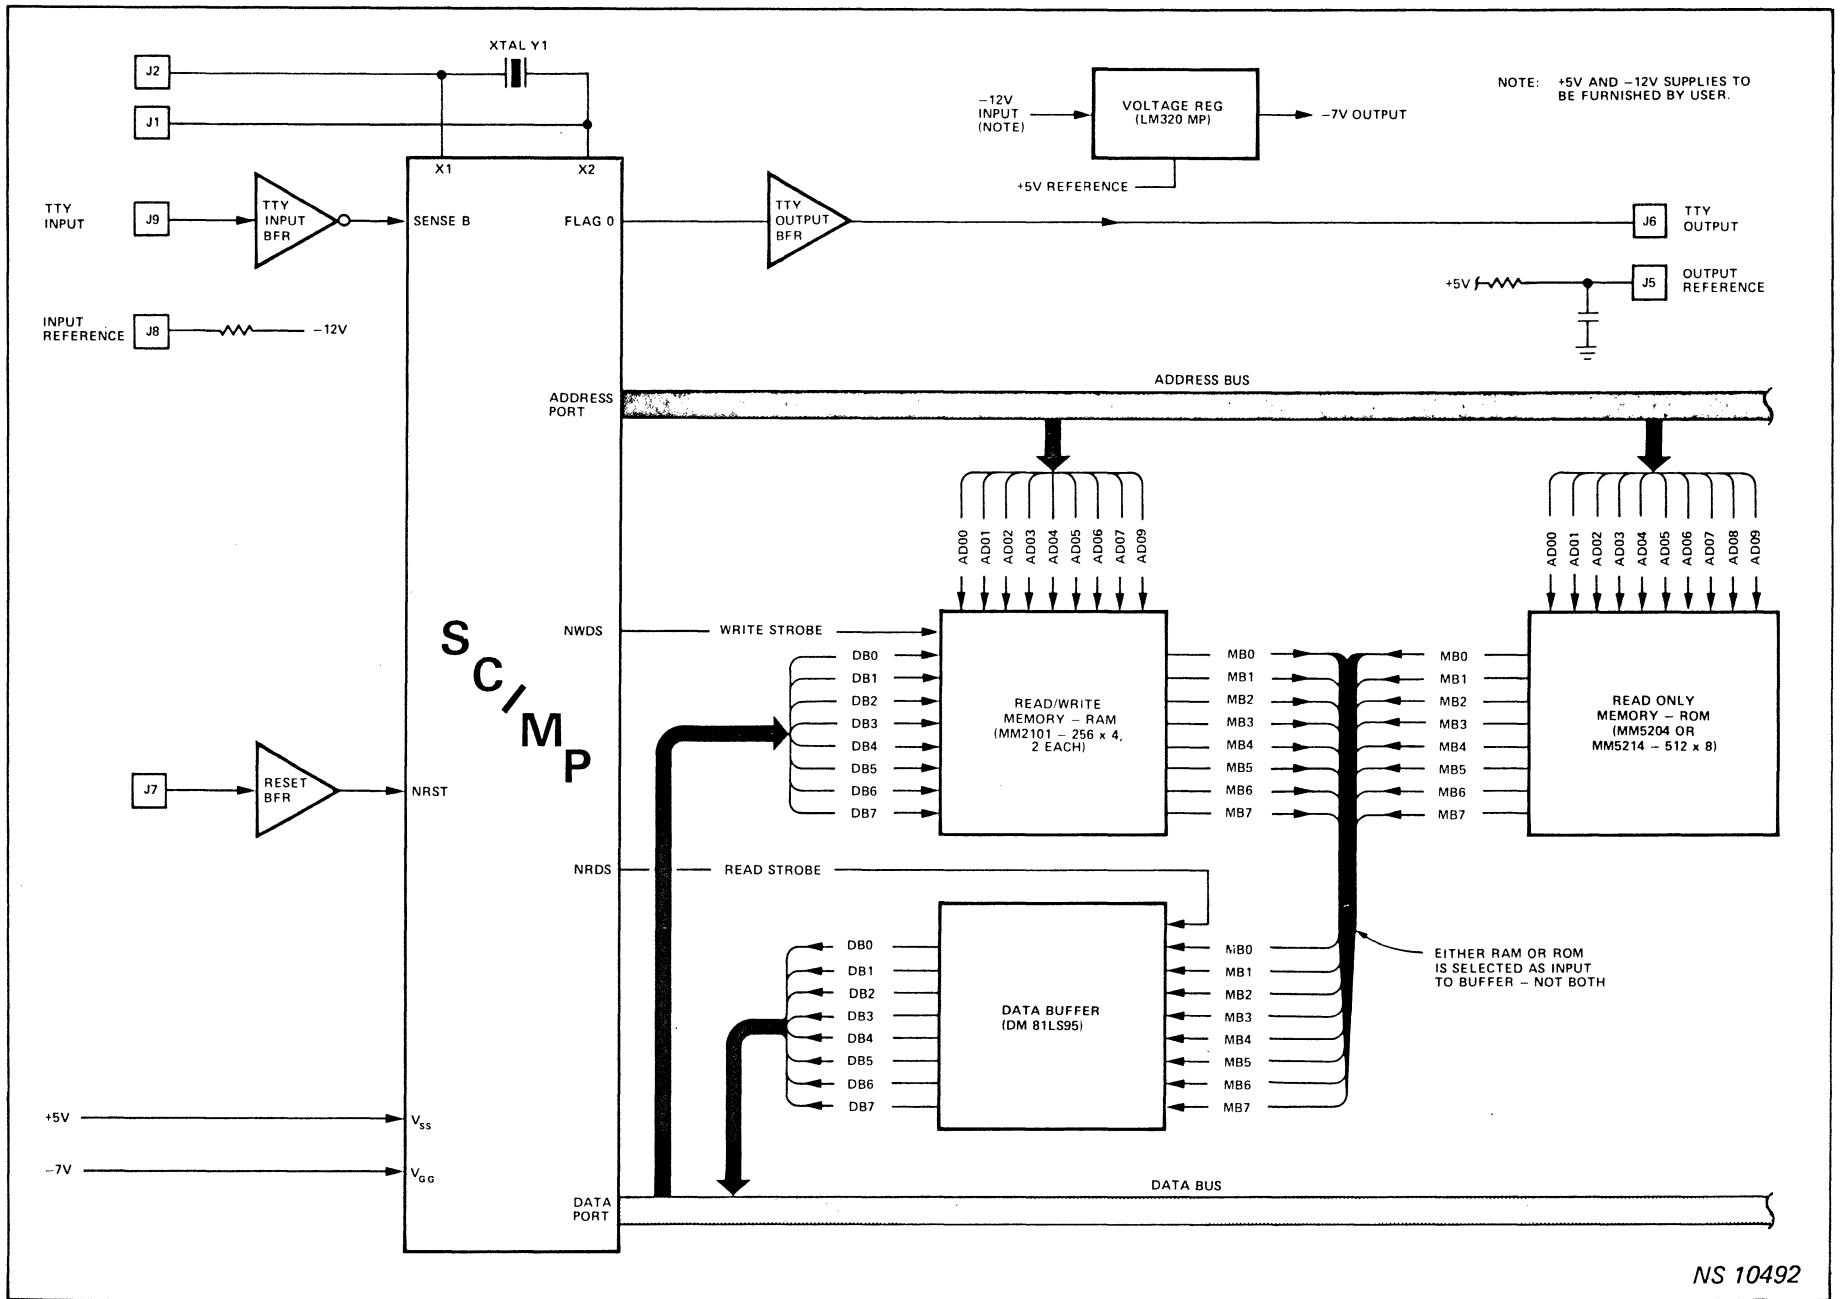 XTAL Y1
J2
J1
X1
X2
TTY
INPUT
J9
TTY
INPUT
BFR
SENSE B
FLAG 0
TTY
OUTPUT
BFR
J6
TTY
OUTPUT
–12V
INPUT
(NOTE)
VOLTAGE REG
(LM320 MP)
–7V OUTPUT
+5V REFERENCE
NOTE: +5V AND –12V SUPPLIES TO
BE FURNISHED BY USER.
+5V
J5
OUTPUT
REFERENCE
INPUT
REFERENCE
J8
–12V
ADDRESS
PORT
ADDRESS BUS
AD00
AD01
AD02
AD03
AD04
AD05
AD06
AD07
AD09
AD00
AD01
AD02
AD03
AD04
AD05
AD06
AD07
AD08
AD09
SC/MP
NWDS
WRITE STROBE
DB0
DB1
DB2
DB3
DB4
DB5
DB6
DB7
READ/WRITE
MEMORY – RAM
(MM2101 – 256 x 4,
2 EACH)
MB0
MB1
MB2
MB3
MB4
MB5
MB6
MB7
MB0
MB1
MB2
MB3
MB4
MB5
MB6
MB7
READ ONLY
MEMORY – ROM
(MM5204 OR
MM5214 – 512 x 8)
J7
RESET
BFR
NRST
NRDS
READ STROBE
DB0
DB1
DB2
DB3
DB4
DB5
DB6
DB7
DATA BUFFER
(DM 81LS95)
MB0
MB1
MB2
MB3
MB4
MB5
MB6
MB7
EITHER RAM OR ROM
IS SELECTED AS INPUT
TO BUFFER – NOT BOTH
+5V
VSS
–7V
VGG
DATA
PORT
DATA BUS
NS 10492